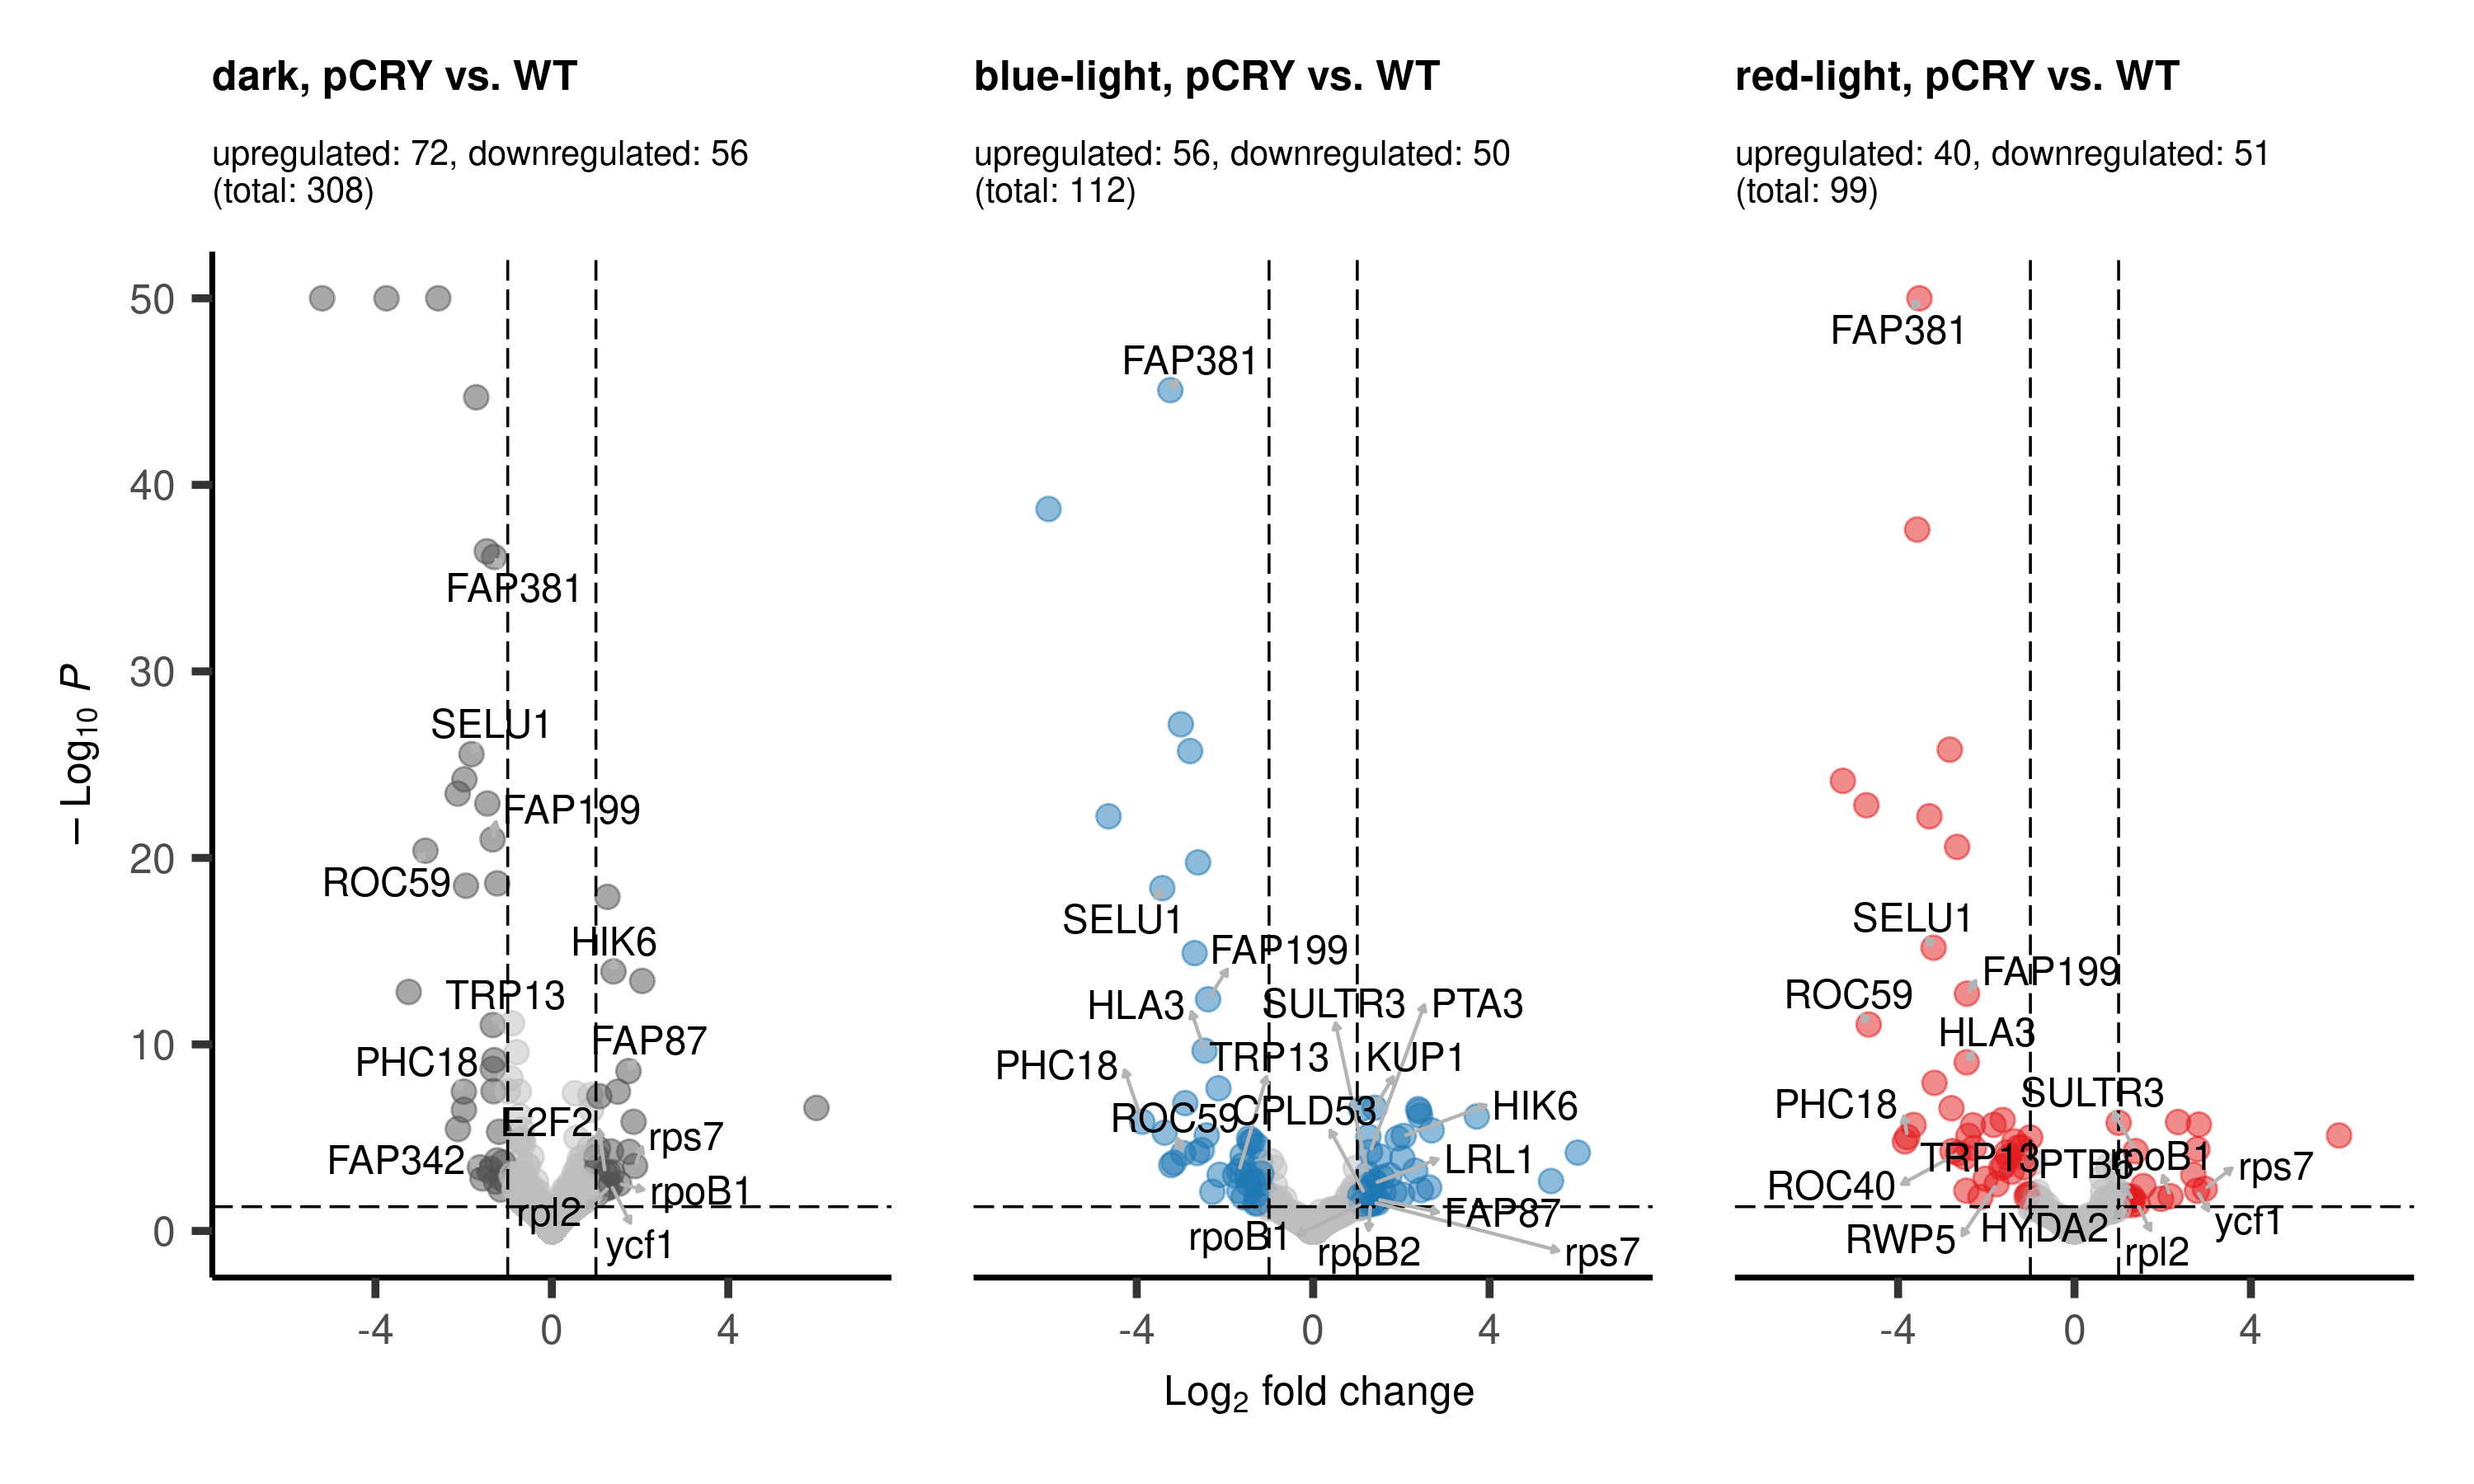 dark, pCRY vs. WT
upregulated: 72, downregulated: 56
(total: 308)
blue-light, pCRY vs. WT
upregulated: 56, downregulated: 50
(total: 112)
red-light, pCRY vs. WT
upregulated: 40, downregulated: 51
(total: 99)
− Log10 P
50
40
30
20
10
0
FAP381
SELU1
FAP199
ROC59
HIK6
TRP13
FAP87
PHC18
E2F2
rps7
FAP342
rpoB1
rpl2
ycf1
-4
0
4
FAP381
SELU1
FAP199
HLA3
SULTR3
PTA3
PHC18
TRP13
KUP1
ROC59
CPLD53
HIK6
LRL1
FAP87
rpoB1
rpoB2
rps7
-4
0
4
FAP381
SELU1
FAP199
ROC59
HLA3
SULTR3
PHC18
TRP13
PTB6
rpoB1
rps7
ROC40
RWP5
HYDA2
ycf1
rpl2
-4
0
4
Log2 fold change